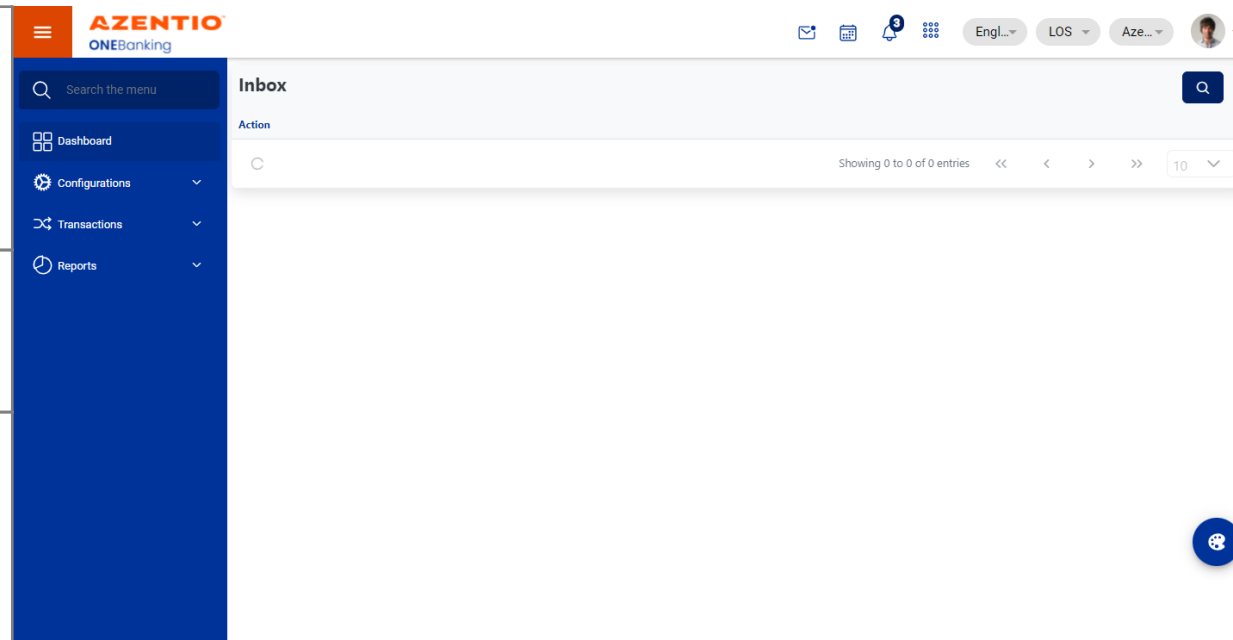 AZENTIO
ONEBanking
3
Engl...
LOS
Aze...
Search the menu
Inbox
Action
Dashboard
Showing 0 to 0 of 0 entries
10
Configurations
Transactions
Reports